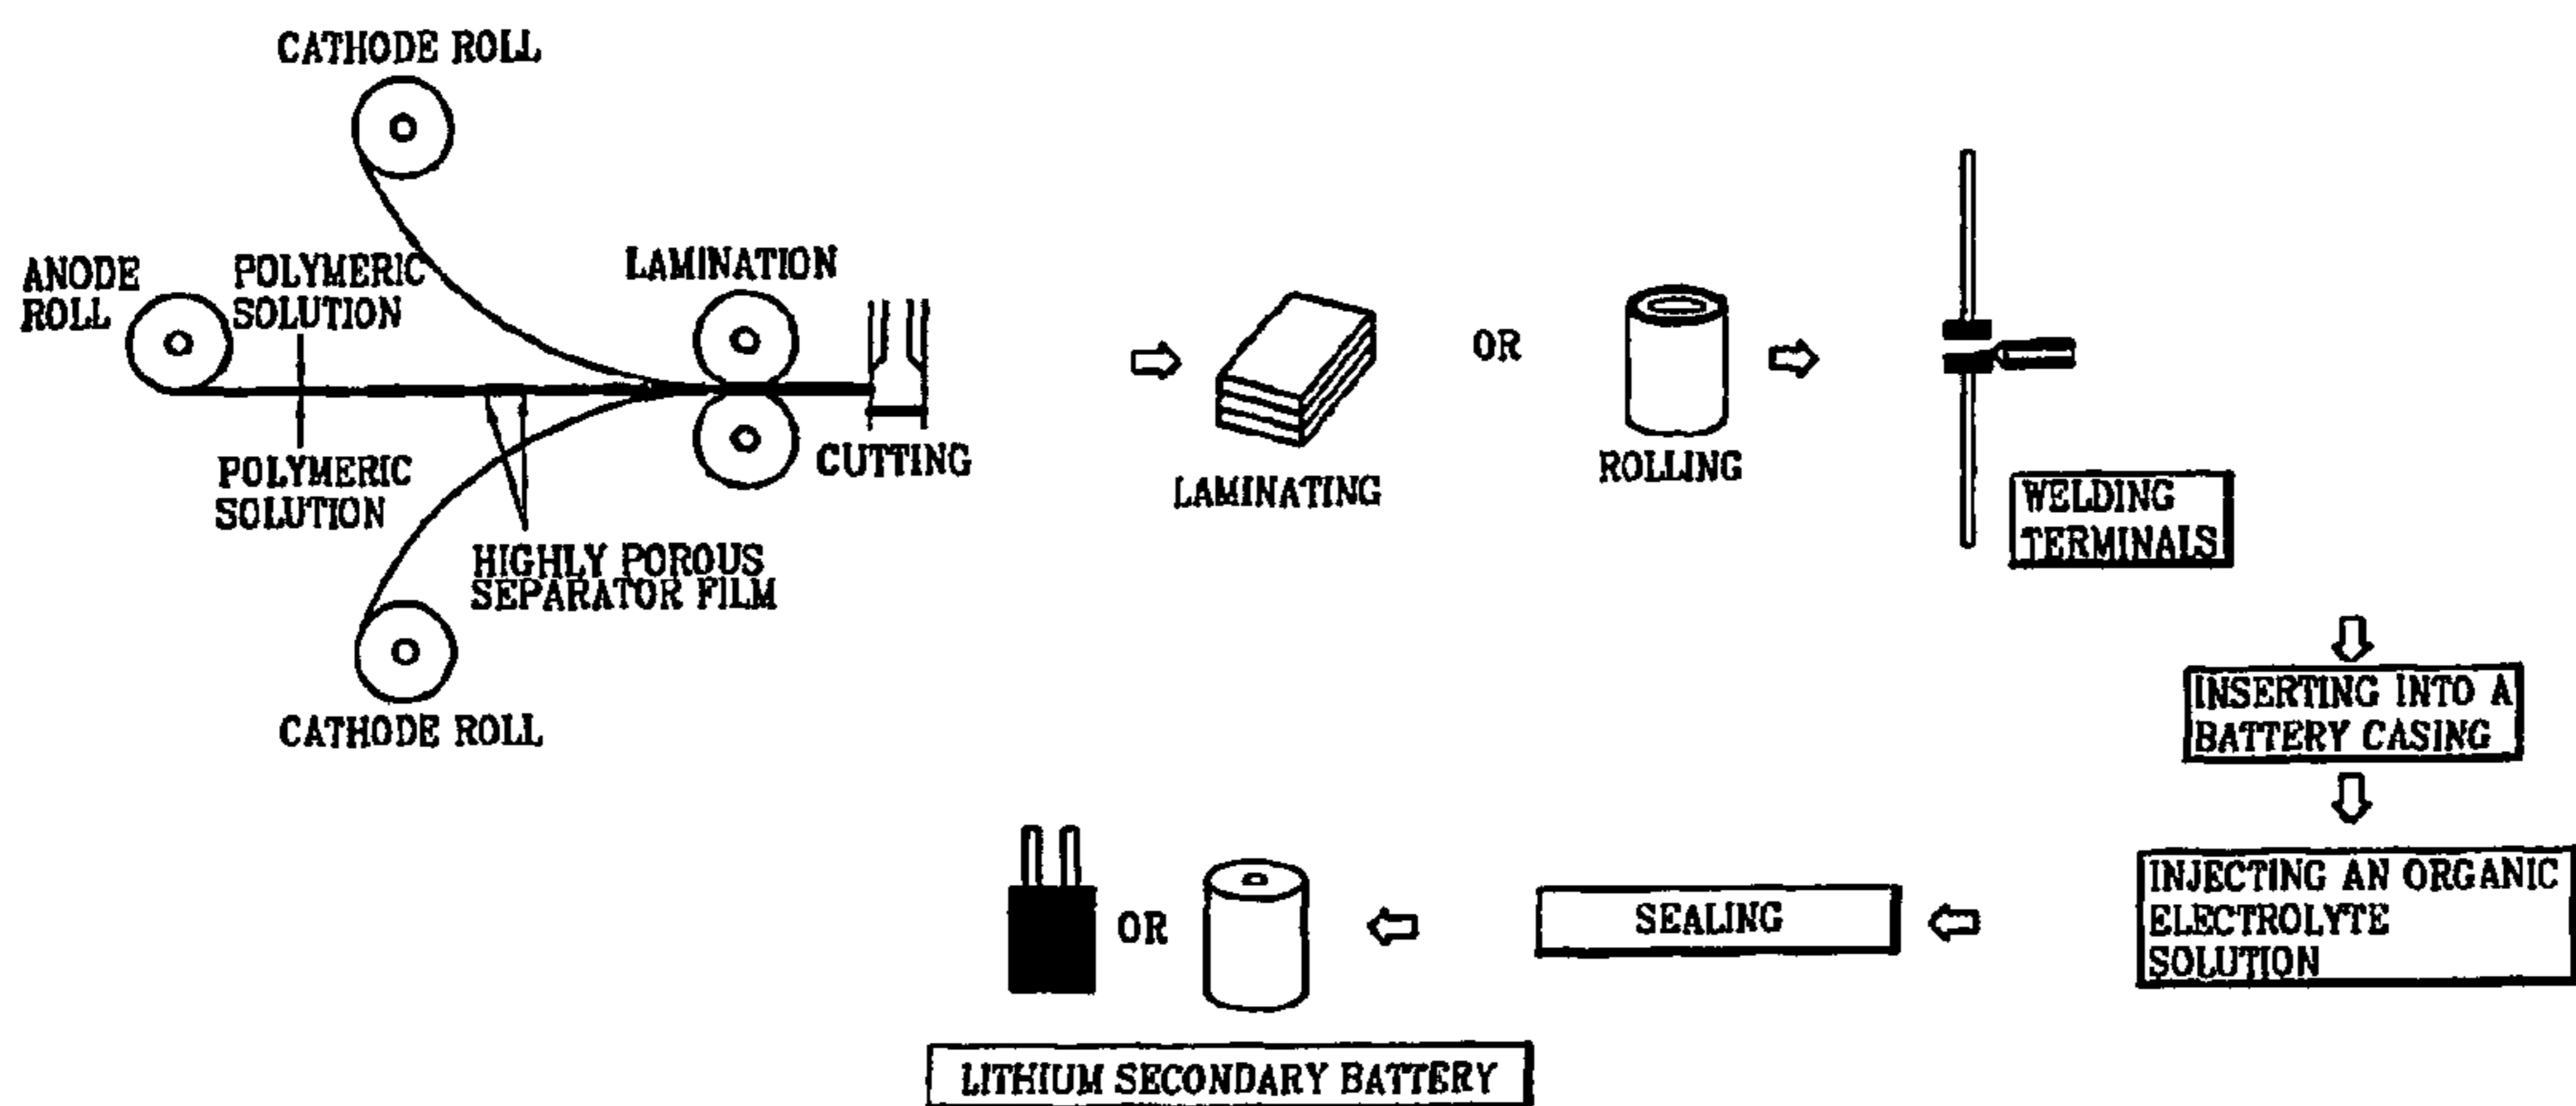 CATHODE ROLL
ANODE
ROLL
POLYMERIC
SOLUTION
LAMINATION
POLYMERIC
SOLUTION
CUTTING
HIGHLY POROUS
SEPARATOR FILM
CATHODE ROLL
LAMINATING
OR
ROLLING
WELDING
TERMINALS
INSERTING INTO A
BATTERY CASING
INJECTING AN ORGANIC
ELECTROLYTE
SOLUTION
SEALING
OR
LITHIUM SECONDARY BATTERY